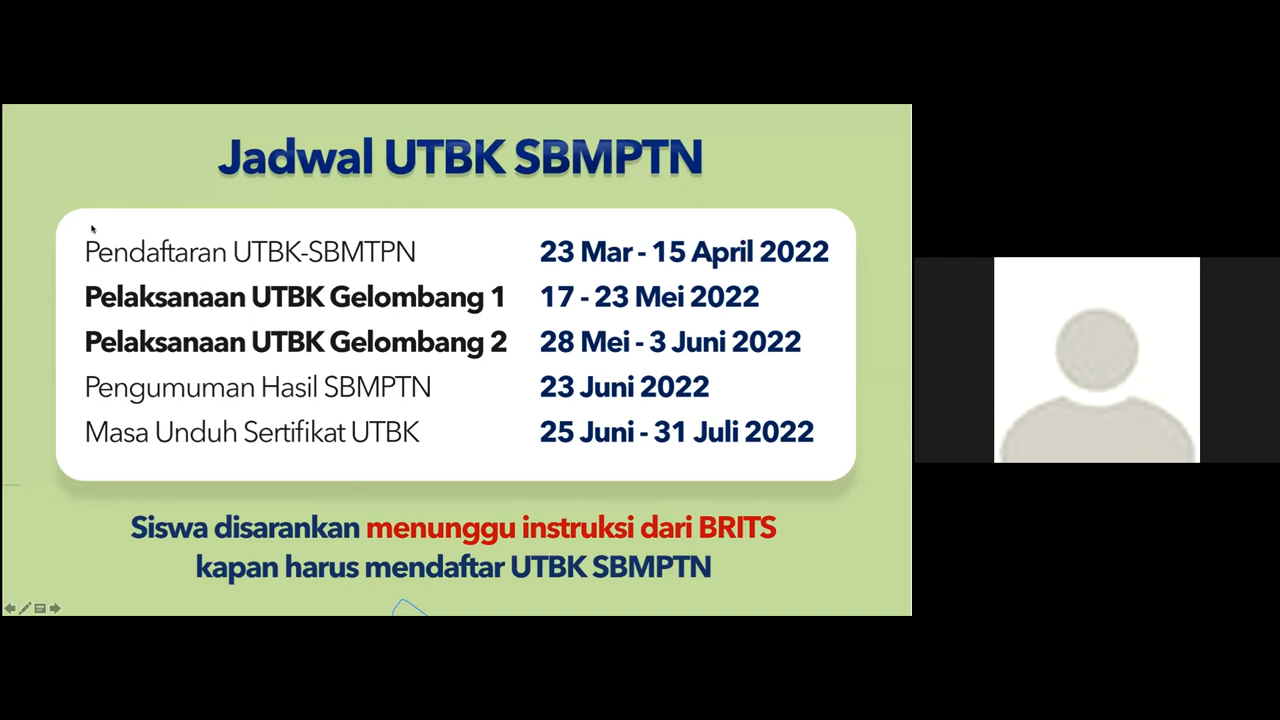 Jadwal UTBK SBMPTN
Pendaftaran UTBK-SBMTPN 23 Mar - 15 April 2022
Pelaksanaan UTBK Gelombang 1 17 - 23 Mei 2022
Pelaksanaan UTBK Gelombang 2 28 Mei - 3 Juni 2022
Pengumuman Hasil SBMPTN 23 Juni 2022
Masa Unduh Sertifikat UTBK 25 Juni - 31 Juli 2022
Siswa disarankan menunggu instruksi dari BRITS
kapan harus mendaftar UTBK SBMPTN